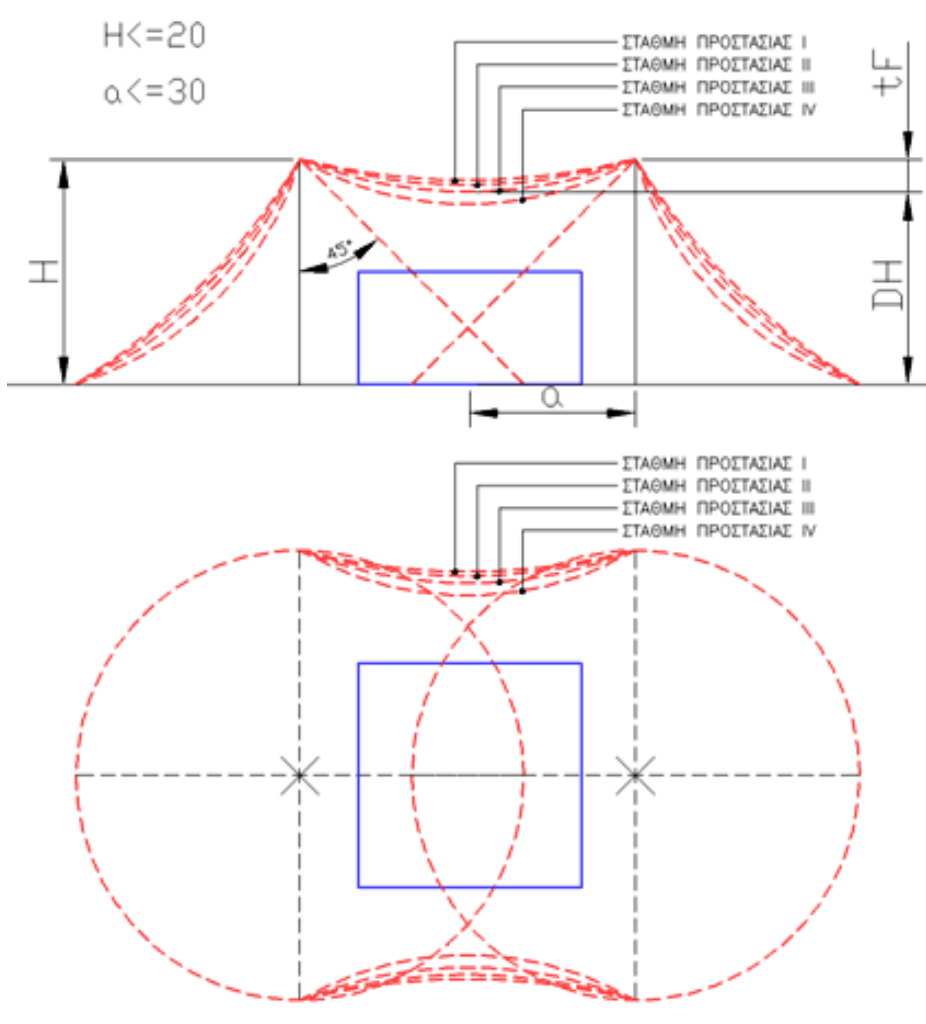 H<=20
a<=30
ΣΤΑΘΜΗ ΠΡΟΣΤΑΣΙΑΣ I
ΣΤΑΘΜΗ ΠΡΟΣΤΑΣΙΑΣ II
ΣΤΑΘΜΗ ΠΡΟΣΤΑΣΙΑΣ III
ΣΤΑΘΜΗ ΠΡΟΣΤΑΣΙΑΣ IV
tF
H
45°
DH
a
ΣΤΑΘΜΗ ΠΡΟΣΤΑΣΙΑΣ I
ΣΤΑΘΜΗ ΠΡΟΣΤΑΣΙΑΣ II
ΣΤΑΘΜΗ ΠΡΟΣΤΑΣΙΑΣ III
ΣΤΑΘΜΗ ΠΡΟΣΤΑΣΙΑΣ IV